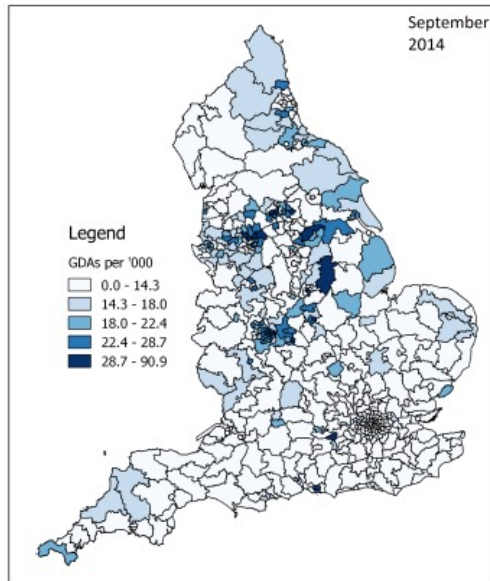 September
2014
Legend
GDAs per '000
0.0 - 14.3
14.3 - 18.0
18.0 - 22.4
22.4 - 28.7
28.7 - 90.9